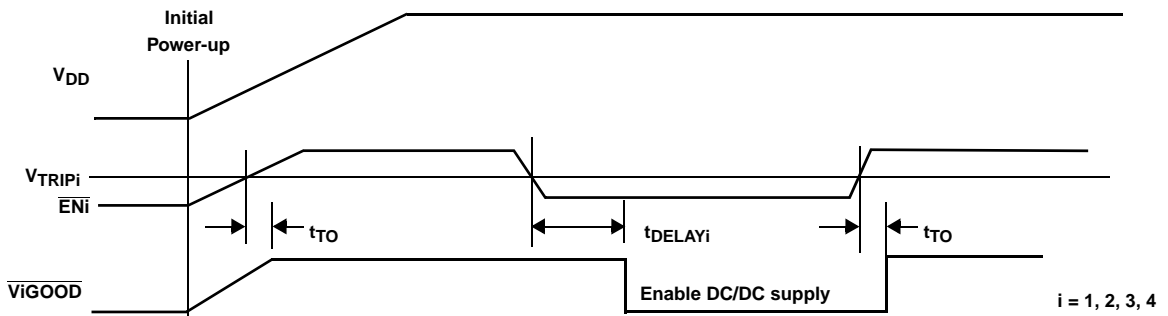 Initial
Power-up
VDD
VTRIPi
ENi
tTO
tDELAYi
tTO
ViGOOD
Enable DC/DC supply
i = 1, 2, 3, 4